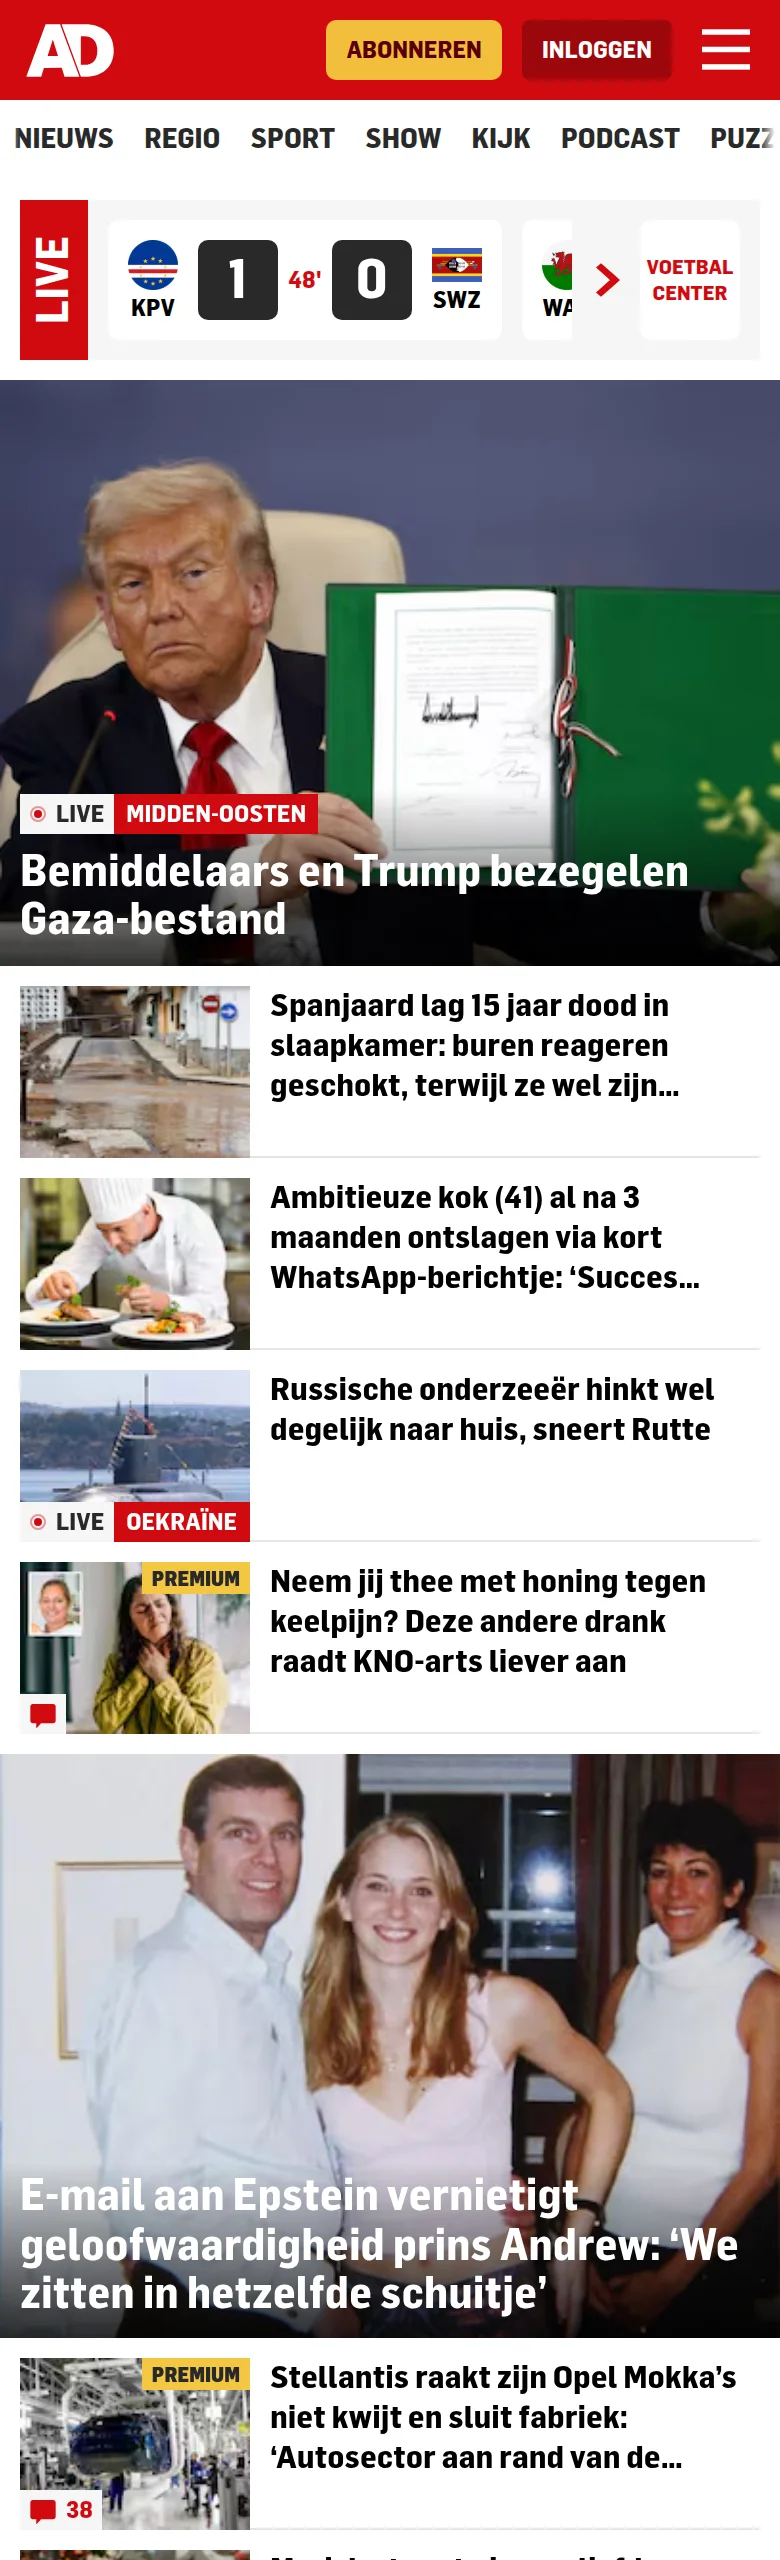 AD
ABONNEREN
INLOGGEN
NIEUWS REGIO SPORT SHOW KIJK PODCAST PUZZ
LIVE
KPV
1
48'
0
SWZ
WA
VOETBAL
CENTER
LIVE MIDDEN-OOSTEN
Bemiddelaars en Trump bezegelen
Gaza-bestand
Spanjaard lag 15 jaar dood in
slaapkamer: buren reageren
geschokt, terwijl ze wel zijn...
Ambitieuze kok (41) al na 3
maanden ontslagen via kort
WhatsApp-berichtje: ‘Succes...
Russische onderzeeër hinkt wel
degelijk naar huis, sneert Rutte
LIVE OEKRAÏNE
PREMIUM
Neem jij thee met honing tegen
keelpijn? Deze andere drank
raadt KNO-arts liever aan
E-mail aan Epstein vernietigt
geloofwaardigheid prins Andrew: ‘We
zitten in hetzelfde schuitje’
PREMIUM
Stellantis raakt zijn Opel Mokka’s
niet kwijt en sluit fabriek:
‘Autosector aan rand van de...
38